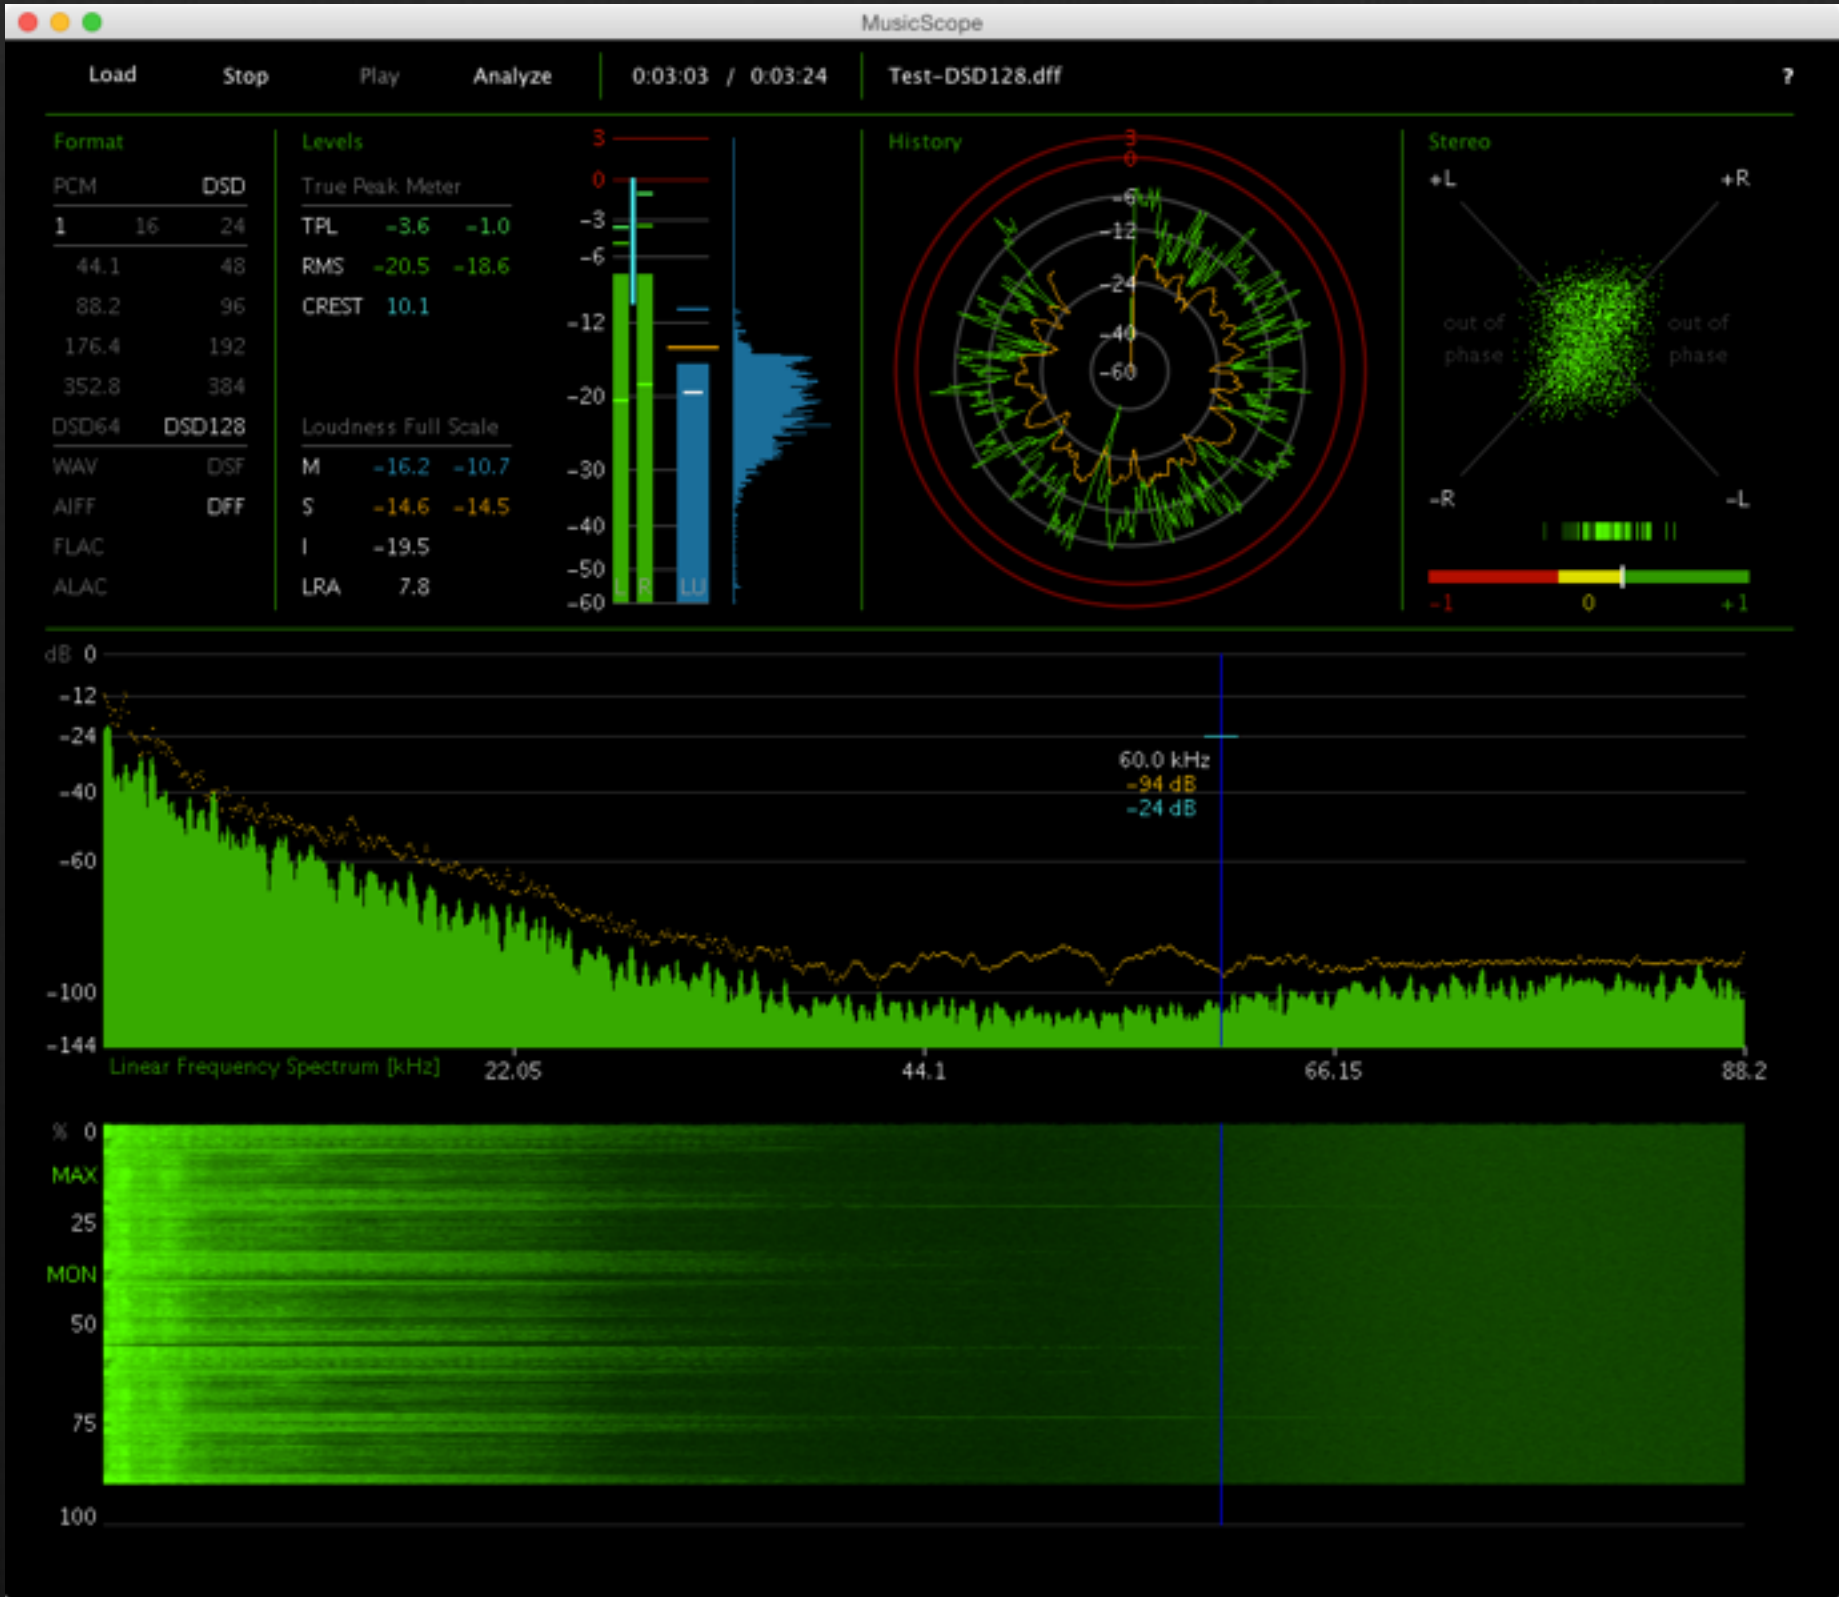 MusicScope
Load Stop Play Analyze 0:03:03 / 0:03:24 Test-DSD128.dff ?
Format
PCM DSD
1 16 24
44.1 48
88.2 96
176.4 192
352.8 384
DSD64 DSD128
WAV DSF
AIFF DFF
FLAC
ALAC
Levels
True Peak Meter
TPL -3.6 -1.0
RMS -20.5 -18.6
CREST 10.1
Loudness Full Scale
M -16.2 -10.7
S -14.6 -14.5
I -19.5
LRA 7.8
3
0
-3
-6
-12
-20
-30
-40
-50
-60
L R LU
History
3
0
-6
-12
-24
-40
-60
Stereo
+L +R
out of out of
phase phase
-R -L
-1 0 +1
dB 0
-12
-24
-40
-60
-100
-144
60.0 kHz
-94 dB
-24 dB
Linear Frequency Spectrum [kHz] 22.05 44.1 66.15 88.2
% 0
MAX
25
MON
50
75
100